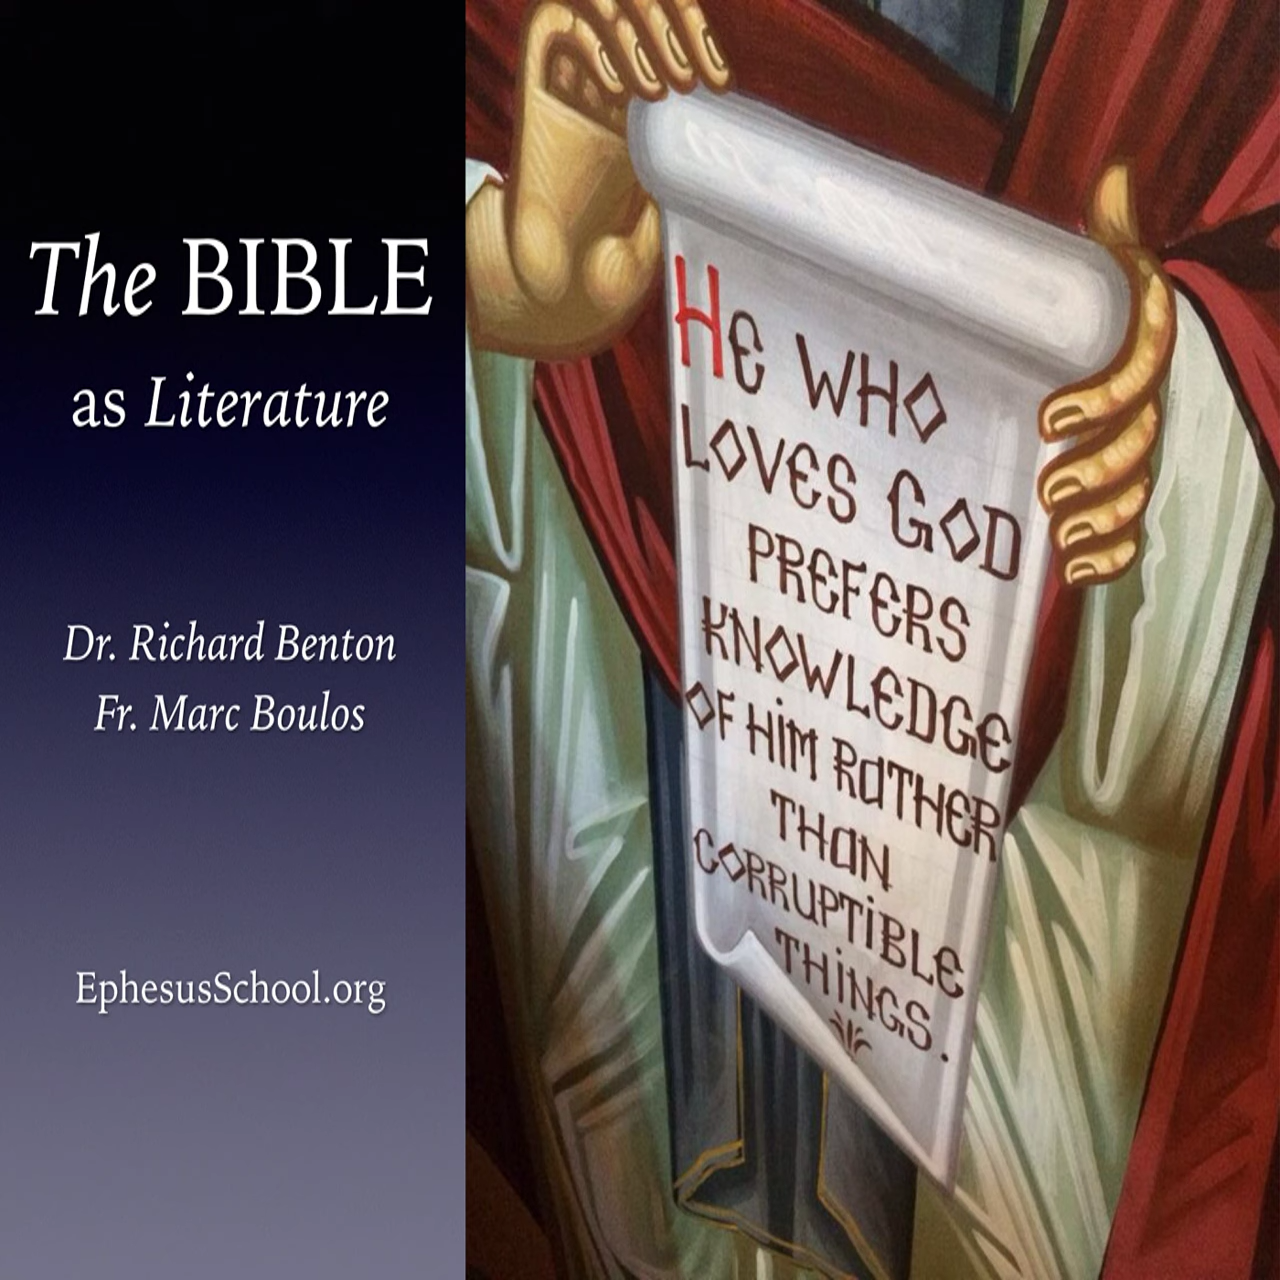 The BIBLE
as Literature
Dr. Richard Benton
Fr. Marc Boulos
EphesusSchool.org
HE WHO
LOVES GOD
PREFERS
KNOWLEDGE
OF HIM RATHER
THAN
CORRUPTIBLE
THINGS.